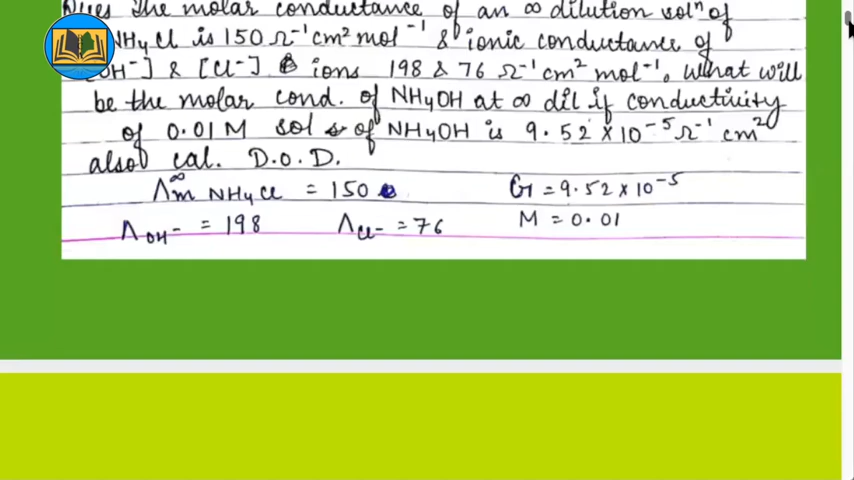 Ques The molar conductance of an ∞ dilution solⁿ of
NH4Cl is 150 Ω⁻¹cm² mol⁻¹ & ionic conductance of
[OH⁻] & [Cl⁻] ions 198 & 76 Ω⁻¹cm² mol⁻¹. What will
be the molar cond. of NH4OH at ∞ dil if conductivity
of 0.01 M sol of NH4OH is 9.52 × 10⁻⁵ Ω⁻¹ cm²
also cal. D.O.D.
Λ∞m NH4Cl = 150 G = 9.52 × 10⁻⁵
Λ OH⁻ = 198 Λ Cl⁻ = 76 M = 0.01